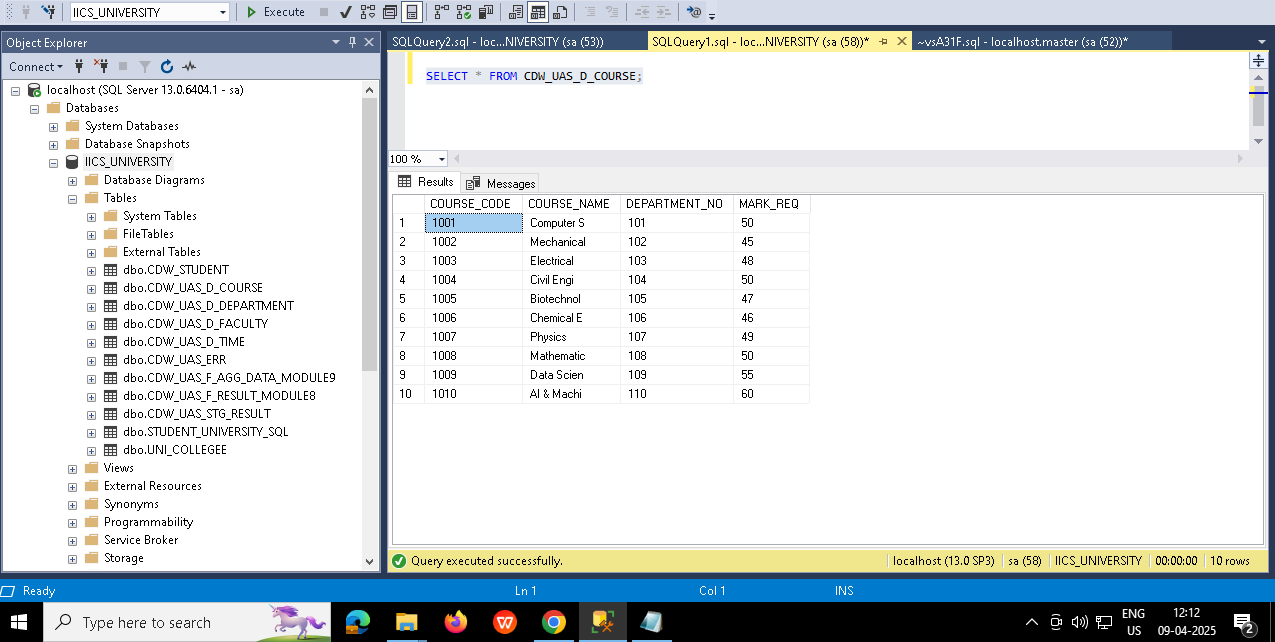 IICS_UNIVERSITY
Execute
Object Explorer
Connect
localhost (SQL Server 13.0.6404.1 - sa)
Databases
System Databases
Database Snapshots
IICS_UNIVERSITY
Database Diagrams
Tables
System Tables
FileTables
External Tables
dbo.CDW_STUDENT
dbo.CDW_UAS_D_COURSE
dbo.CDW_UAS_D_DEPARTMENT
dbo.CDW_UAS_D_FACULTY
dbo.CDW_UAS_D_TIME
dbo.CDW_UAS_ERR
dbo.CDW_UAS_F_AGG_DATA_MODULE9
dbo.CDW_UAS_F_RESULT_MODULE8
dbo.CDW_UAS_STG_RESULT
dbo.STUDENT_UNIVERSITY_SQL
dbo.UNI_COLLEGEE
Views
External Resources
Synonyms
Programmability
Service Broker
Storage
SQLQuery2.sql - loc...NIVERSITY (sa (53))
SQLQuery1.sql - loc...NIVERSITY (sa (58))*
~vsA31F.sql - localhost.master (sa (52))*
SELECT * FROM CDW_UAS_D_COURSE;
100 %
Results Messages
COURSE_CODE COURSE_NAME DEPARTMENT_NO MARK_REQ
1 1001 Computer S 101 50
2 1002 Mechanical 102 45
3 1003 Electrical 103 48
4 1004 Civil Engi 104 50
5 1005 Biotechnol 105 47
6 1006 Chemical E 106 46
7 1007 Physics 107 49
8 1008 Mathematic 108 50
9 1009 Data Scien 109 55
10 1010 AI & Machi 110 60
Query executed successfully. localhost (13.0 SP3) sa (58) IICS_UNIVERSITY 00:00:00 10 rows
Ready Ln 1 Col 1 INS
Type here to search
W
ENG
US
12:12
09-04-2025
2